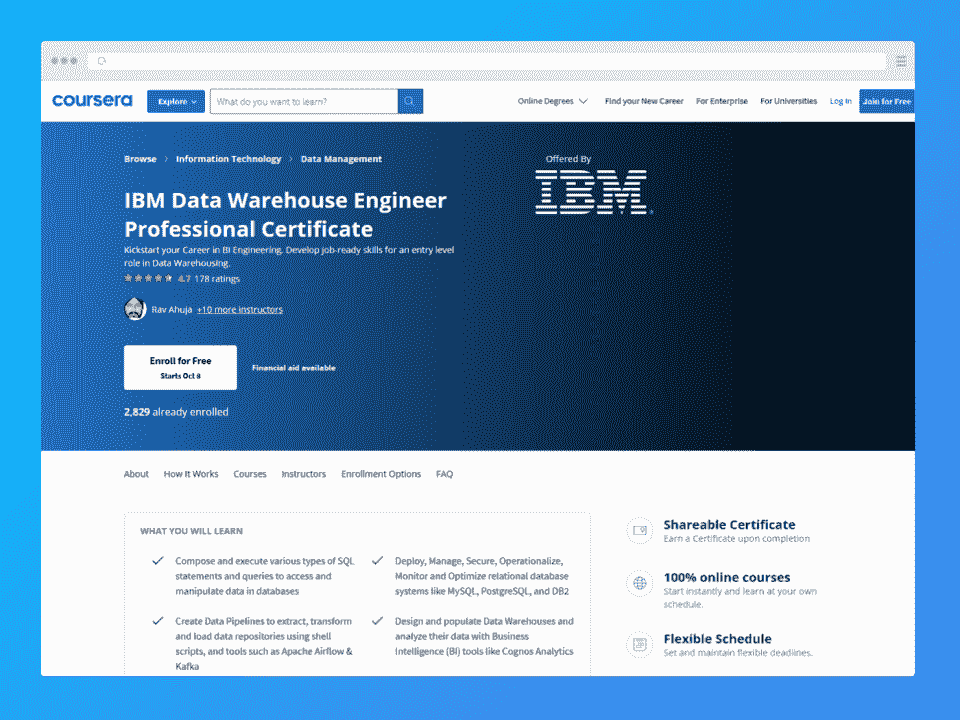 coursera Explore What do you want to learn? Online Degrees Find your New Career For Enterprise For Universities Log In Join for Free
Browse > Information Technology > Data Management
Offered By
IBM
IBM Data Warehouse Engineer
Professional Certificate
Kickstart your Career in BI Engineering. Develop job-ready skills for an entry level
role in Data Warehousing.
4.7 178 ratings
Rav Ahuja +10 more instructors
Enroll for Free
Starts Oct 8
Financial aid available
2,829 already enrolled
About How It Works Courses Instructors Enrollment Options FAQ
WHAT YOU WILL LEARN
Compose and execute various types of SQL
statements and queries to access and
manipulate data in databases
Deploy, Manage, Secure, Operationalize,
Monitor and Optimize relational database
systems like MySQL, PostgreSQL, and DB2
Create Data Pipelines to extract, transform
and load data repositories using shell
scripts, and tools such as Apache Airflow &
Kafka
Design and populate Data Warehouses and
analyze their data with Business
Intelligence (BI) tools like Cognos Analytics
Shareable Certificate
Earn a Certificate upon completion
100% online courses
Start instantly and learn at your own
schedule.
Flexible Schedule
Set and maintain flexible deadlines.